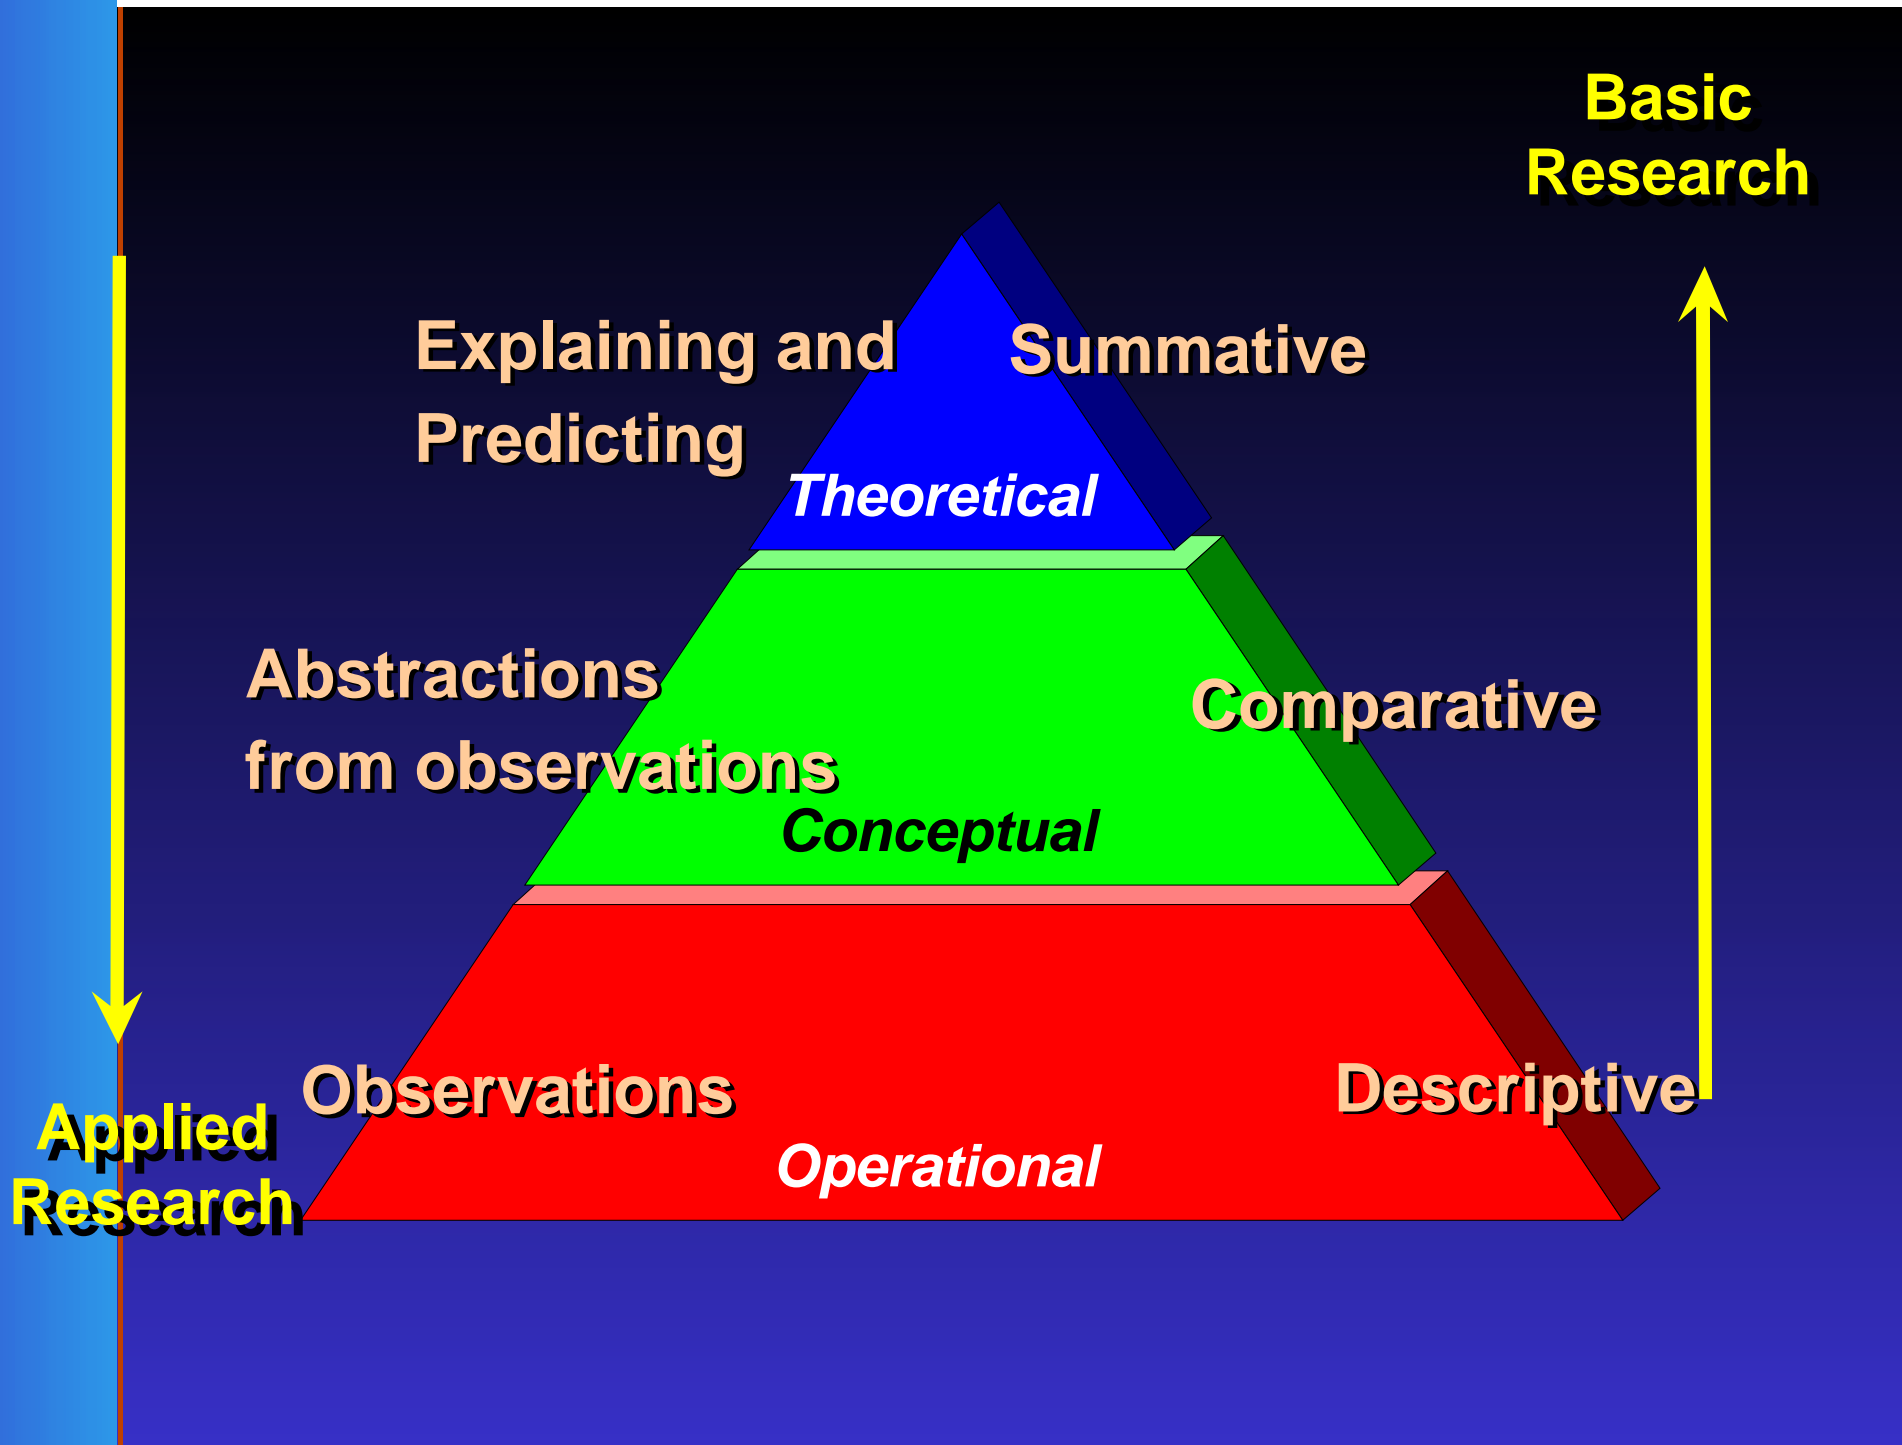 Basic
Research
Explaining and
Predicting
Summative
Theoretical
Abstractions
from observations
Comparative
Conceptual
Observations
Descriptive
Operational
Applied
Research